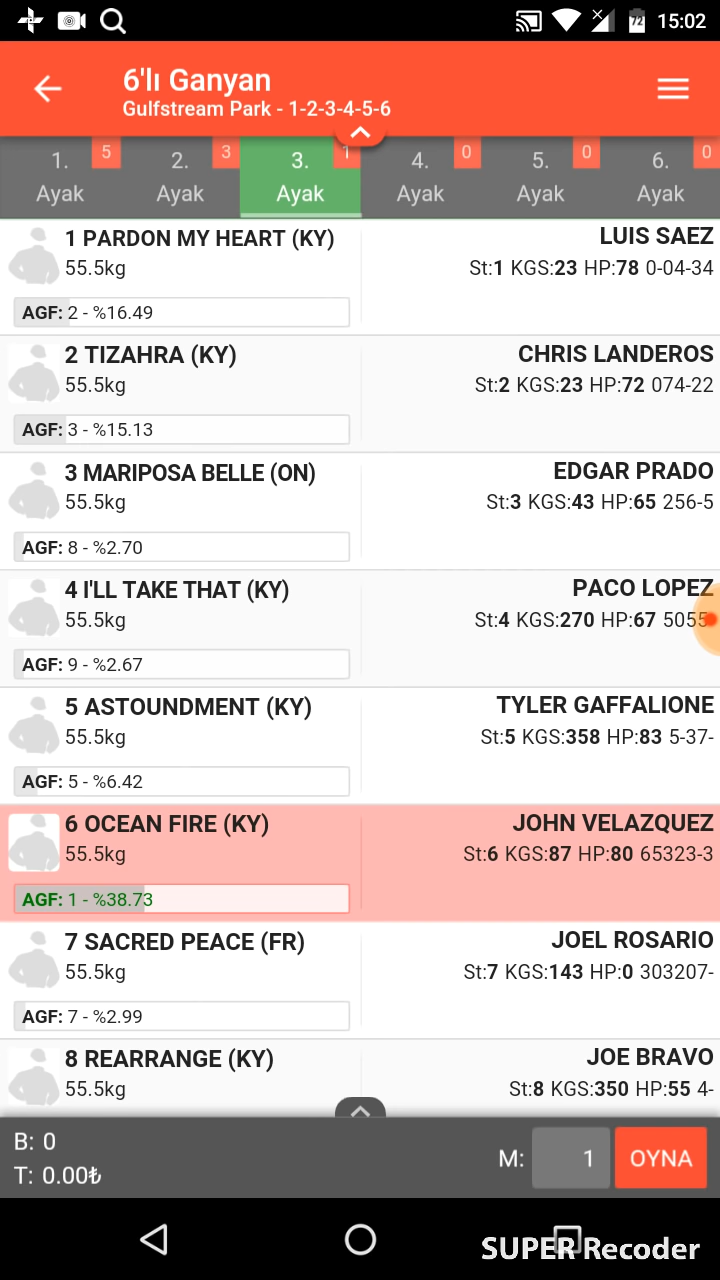 72 15:02
6'lı Ganyan
Gulfstream Park - 1-2-3-4-5-6
1. Ayak 5
2. Ayak 3
3. Ayak 1
4. Ayak 0
5. Ayak 0
6. Ayak 0
1 PARDON MY HEART (KY) LUIS SAEZ
55.5kg St:1 KGS:23 HP:78 0-04-34
AGF: 2 - %16.49
2 TIZAHRA (KY) CHRIS LANDEROS
55.5kg St:2 KGS:23 HP:72 074-22
AGF: 3 - %15.13
3 MARIPOSA BELLE (ON) EDGAR PRADO
55.5kg St:3 KGS:43 HP:65 256-5
AGF: 8 - %2.70
4 I'LL TAKE THAT (KY) PACO LOPEZ
55.5kg St:4 KGS:270 HP:67 5055
AGF: 9 - %2.67
5 ASTOUNDMENT (KY) TYLER GAFFALIONE
55.5kg St:5 KGS:358 HP:83 5-37-
AGF: 5 - %6.42
6 OCEAN FIRE (KY) JOHN VELAZQUEZ
55.5kg St:6 KGS:87 HP:80 65323-3
AGF: 1 - %38.73
7 SACRED PEACE (FR) JOEL ROSARIO
55.5kg St:7 KGS:143 HP:0 303207-
AGF: 7 - %2.99
8 REARRANGE (KY) JOE BRAVO
55.5kg St:8 KGS:350 HP:55 4-
B: 0
T: 0.00₺ M: 1 OYNA
SUPER Recoder